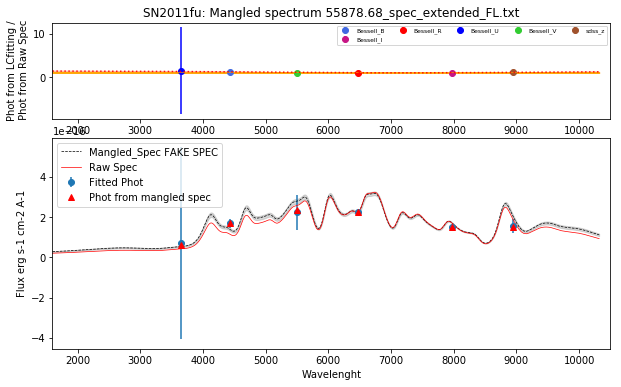 SN2011fu: Mangled spectrum 55878.68_spec_extended_FL.txt
Phot from LCfitting /
Phot from Raw Spec
10
0
Bessell_B Bessell_R Bessell_U Bessell_V sdss_z
Bessell_I
2000 3000 4000 5000 6000 7000 8000 9000 10000
1e−16
Flux erg s-1 cm-2 A-1
Mangled_Spec FAKE SPEC
Raw Spec
Fitted Phot
Phot from mangled spec
4
2
0
−2
−4
2000 3000 4000 5000 6000 7000 8000 9000 10000
Wavelenght